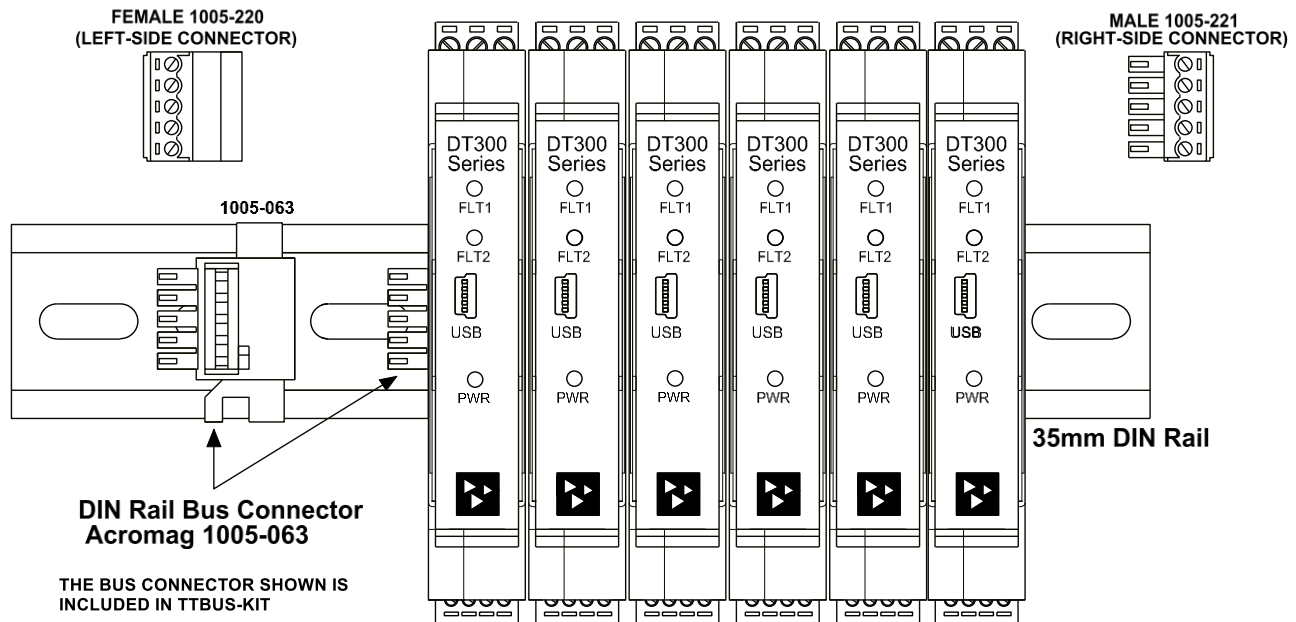 FEMALE 1005-220
(LEFT-SIDE CONNECTOR)
MALE 1005-221
(RIGHT-SIDE CONNECTOR)
1005-063
DT300
Series
FLT1
FLT2
USB
PWR
DT300
Series
FLT1
FLT2
USB
PWR
DT300
Series
FLT1
FLT2
USB
PWR
DT300
Series
FLT1
FLT2
USB
PWR
DT300
Series
FLT1
FLT2
USB
PWR
DT300
Series
FLT1
FLT2
USB
PWR
35mm DIN Rail
DIN Rail Bus Connector
Acromag 1005-063
THE BUS CONNECTOR SHOWN IS
INCLUDED IN TTBUS-KIT